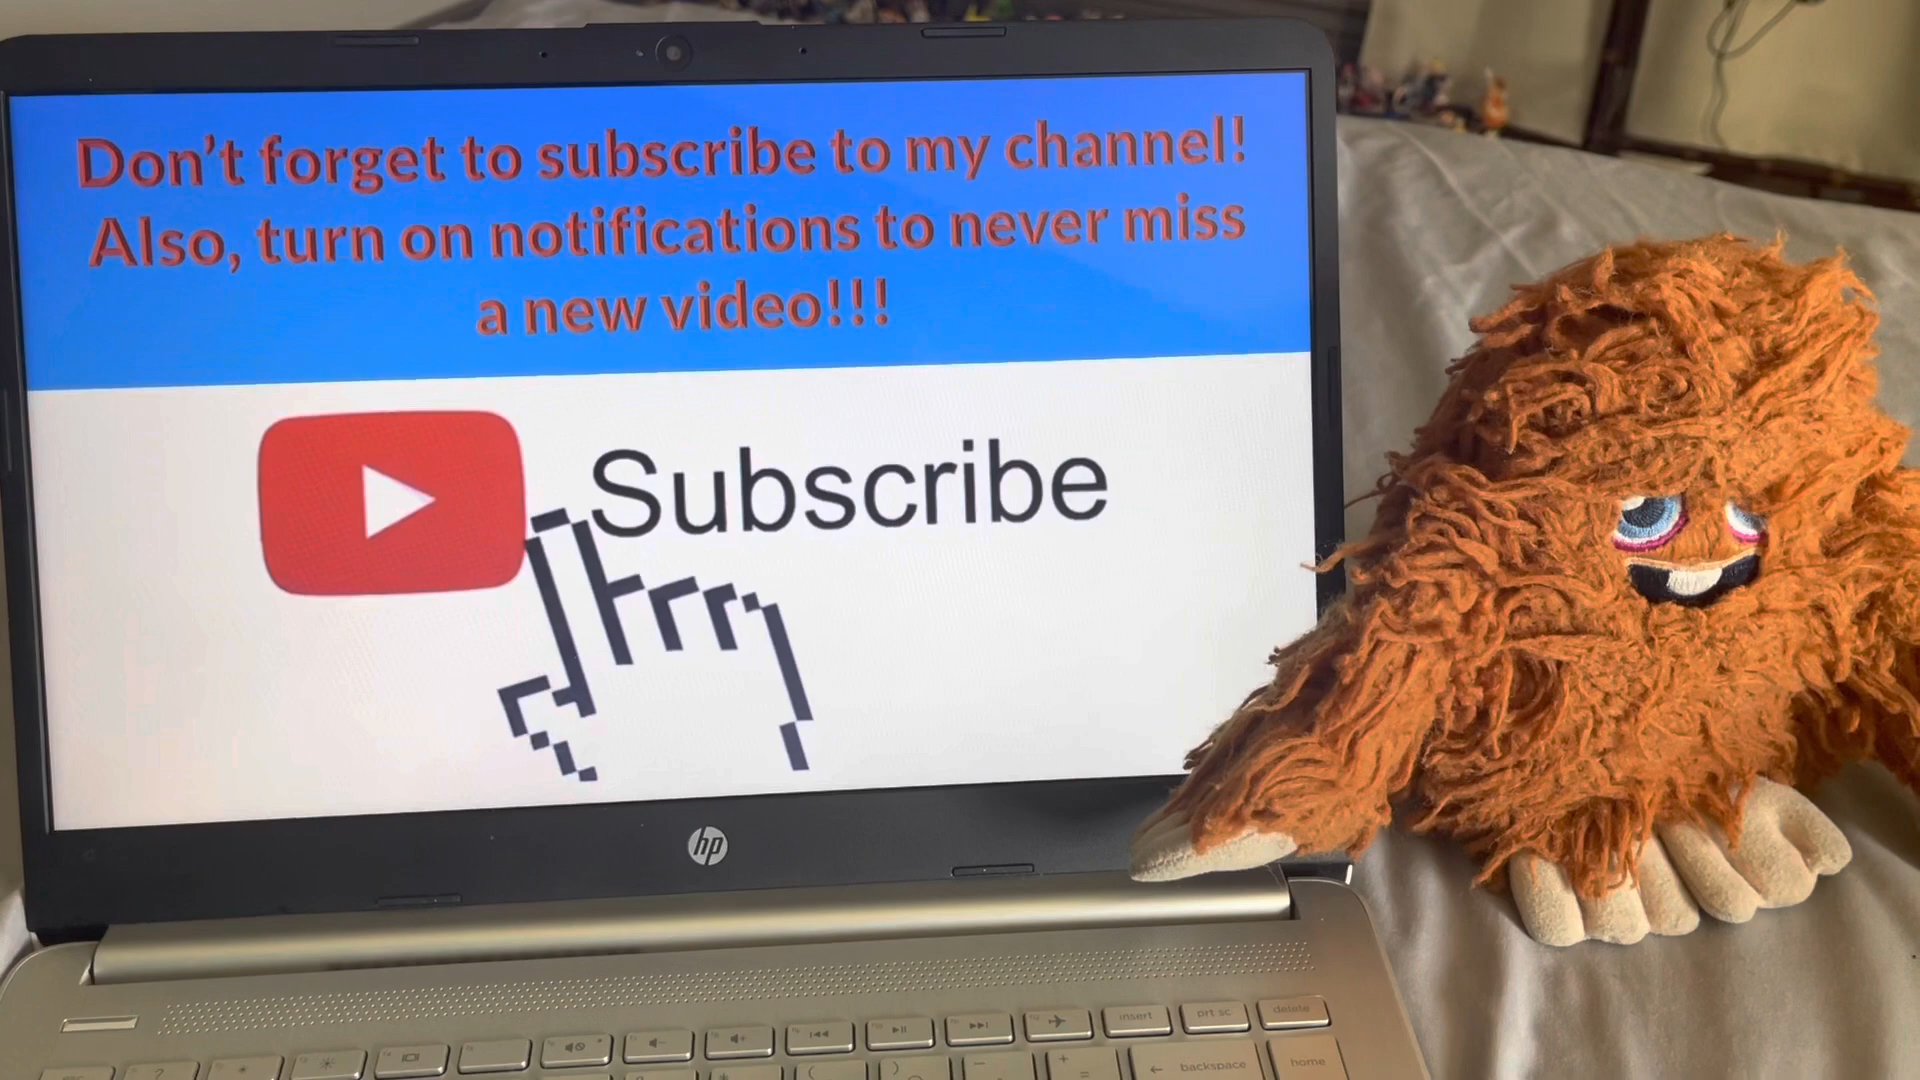 Don't forget to subscribe to my channel!
Also, turn on notifications to never miss
a new video!!!
Subscribe
hp
insert
prt sc
delete
backspace
home